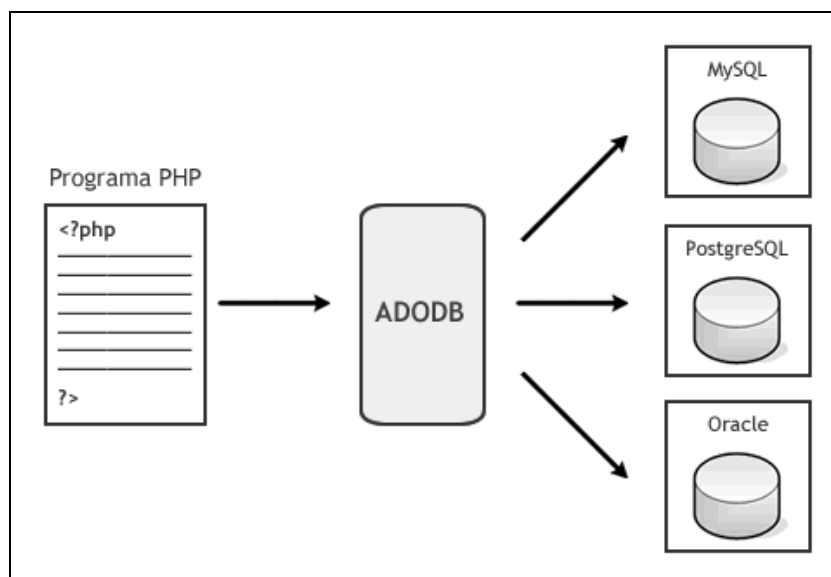 Programa PHP
<?php
?>
ADODB
MySQL
PostgreSQL
Oracle